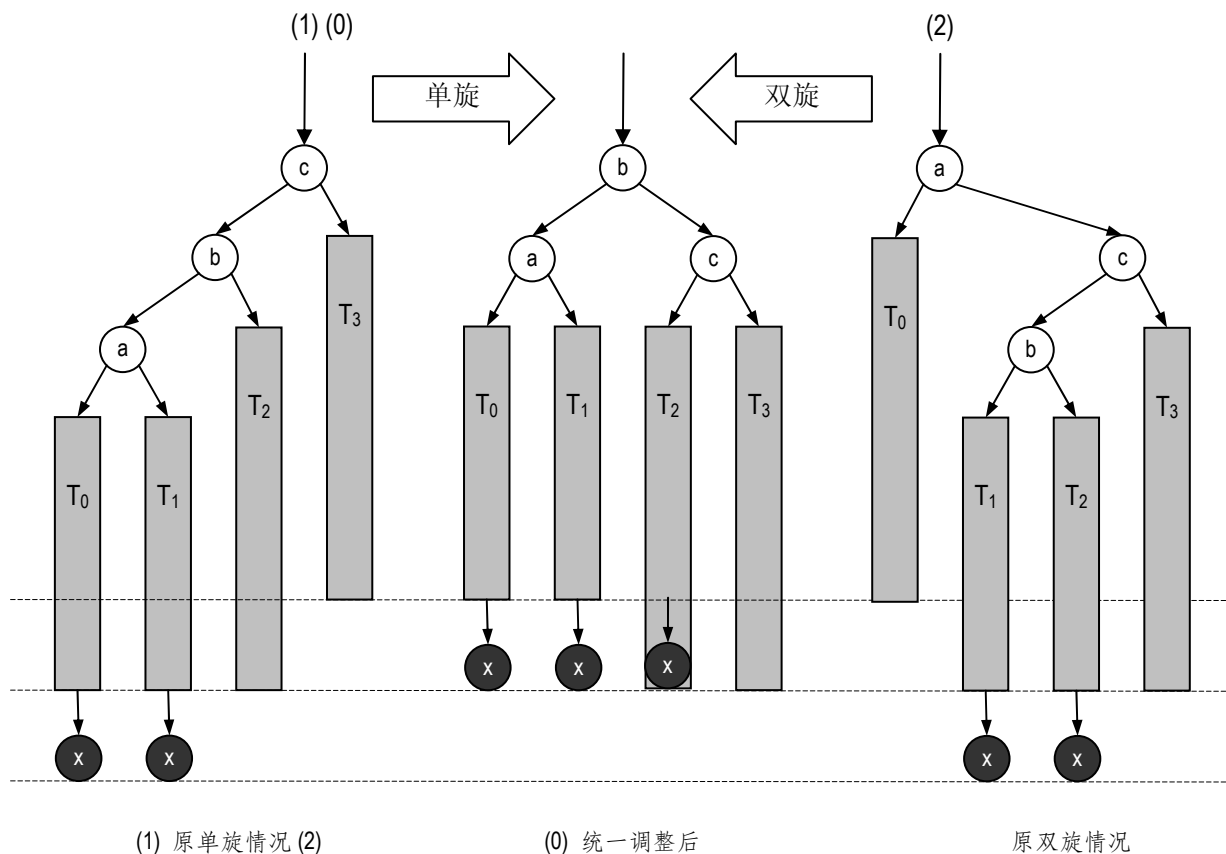 (1) (0)
(2)
单旋
双旋
c
b
a
b
a
c
c
T3
T0
a
b
T2
T0
T1
T2
T3
T3
T0
T1
T1
T2
x
x
x
x
x
x
x
(1) 原单旋情况 (2)
(0) 统一调整后
原双旋情况